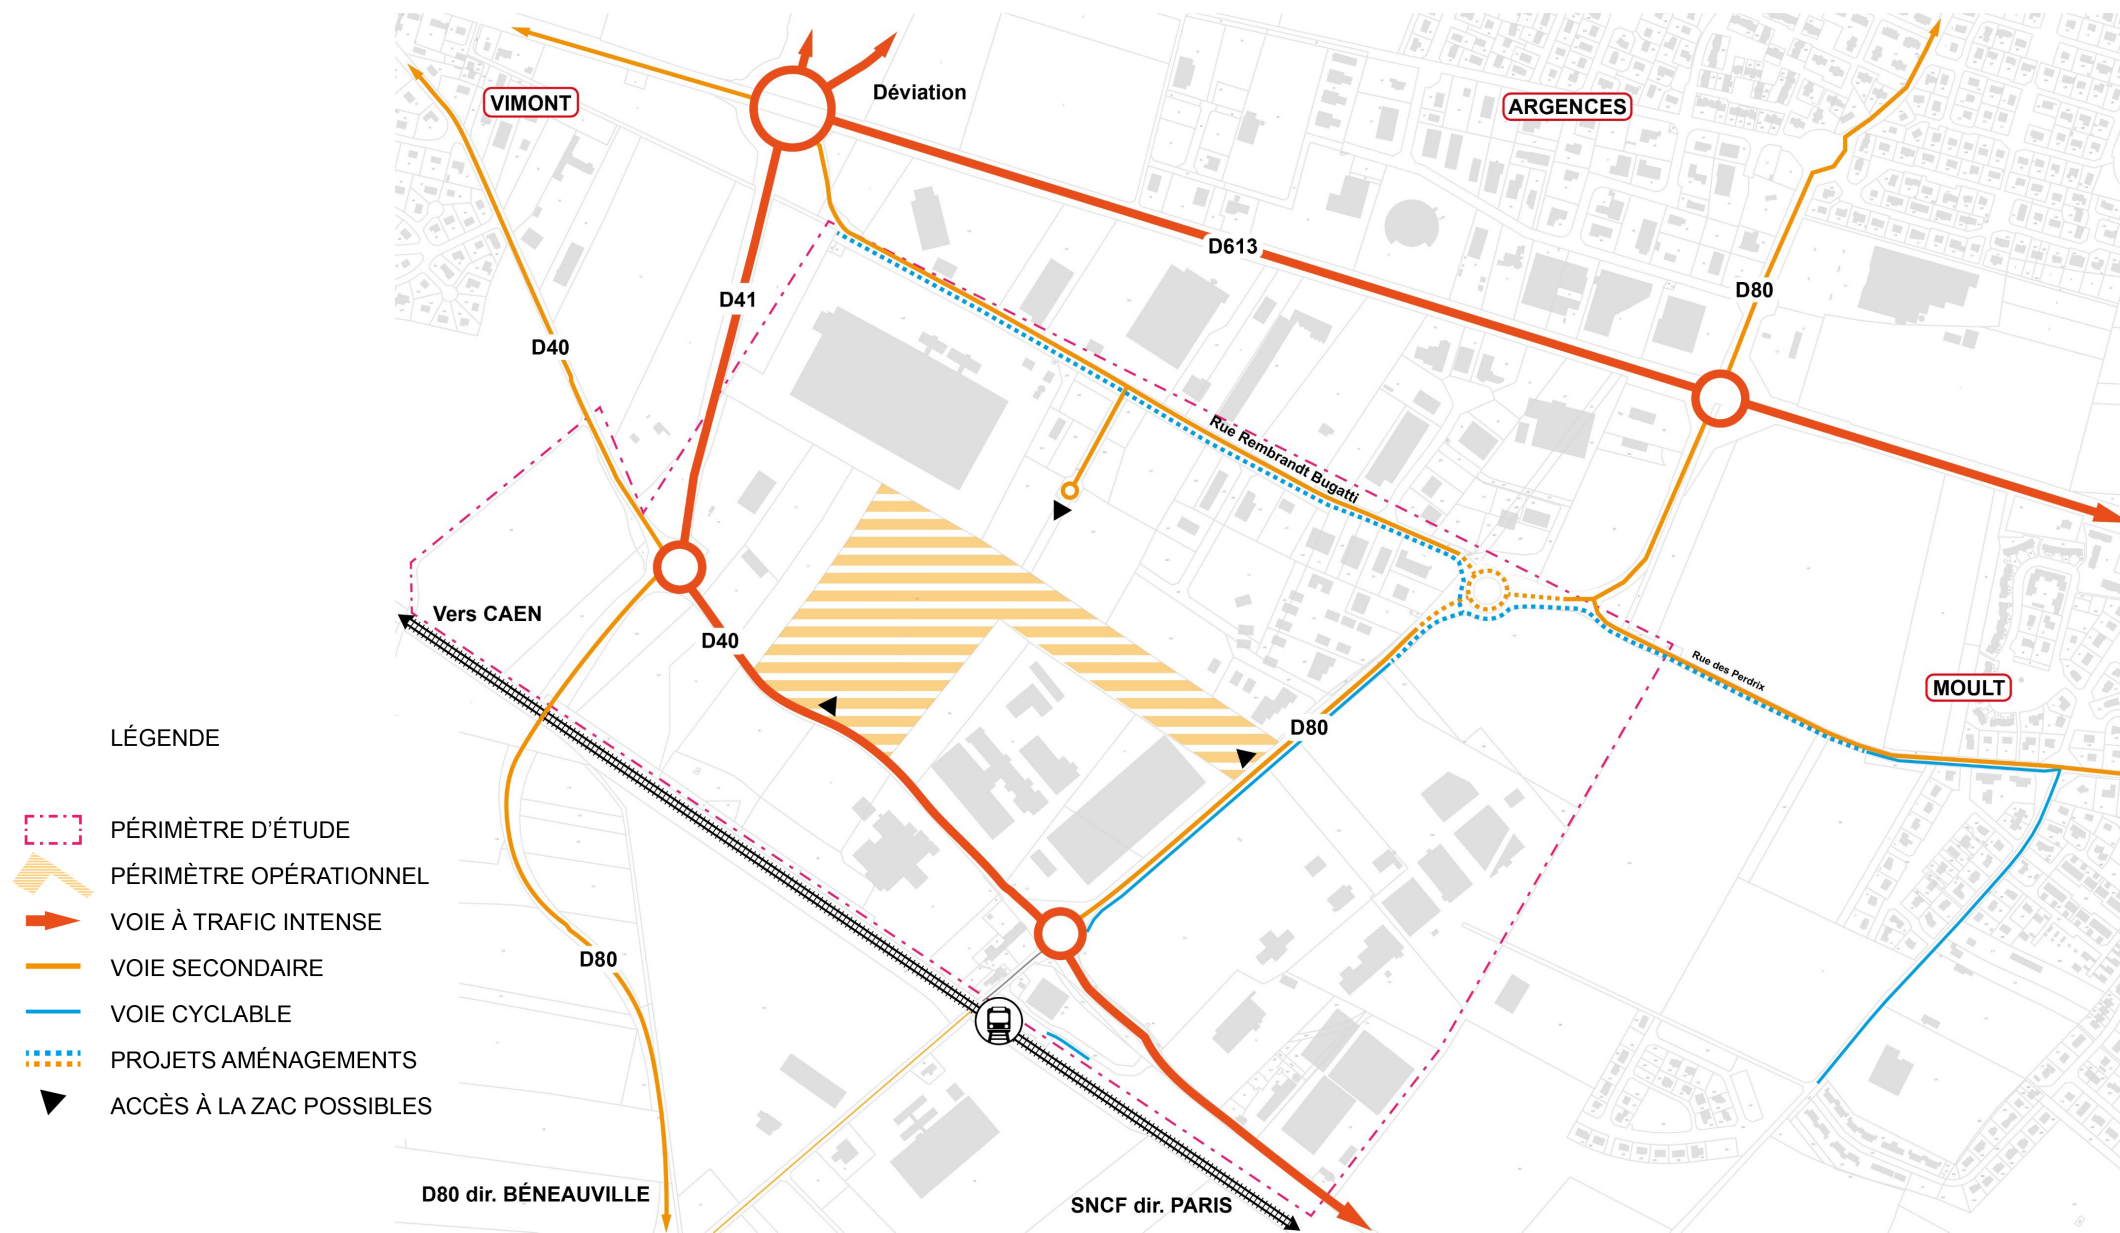 Déviation
VIMONT
ARGENCES
D613
D80
D41
D40
Rue Rembrandt Bugatti
Vers CAEN
D40
Rue des Perdrix
MOULT
D80
LÉGENDE
PÉRIMÈTRE D'ÉTUDE
PÉRIMÈTRE OPÉRATIONNEL
VOIE À TRAFIC INTENSE
VOIE SECONDAIRE
D80
VOIE CYCLABLE
PROJETS AMÉNAGEMENTS
ACCÈS À LA ZAC POSSIBLES
D80 dir. BÉNEAUVILLE
SNCF dir. PARIS